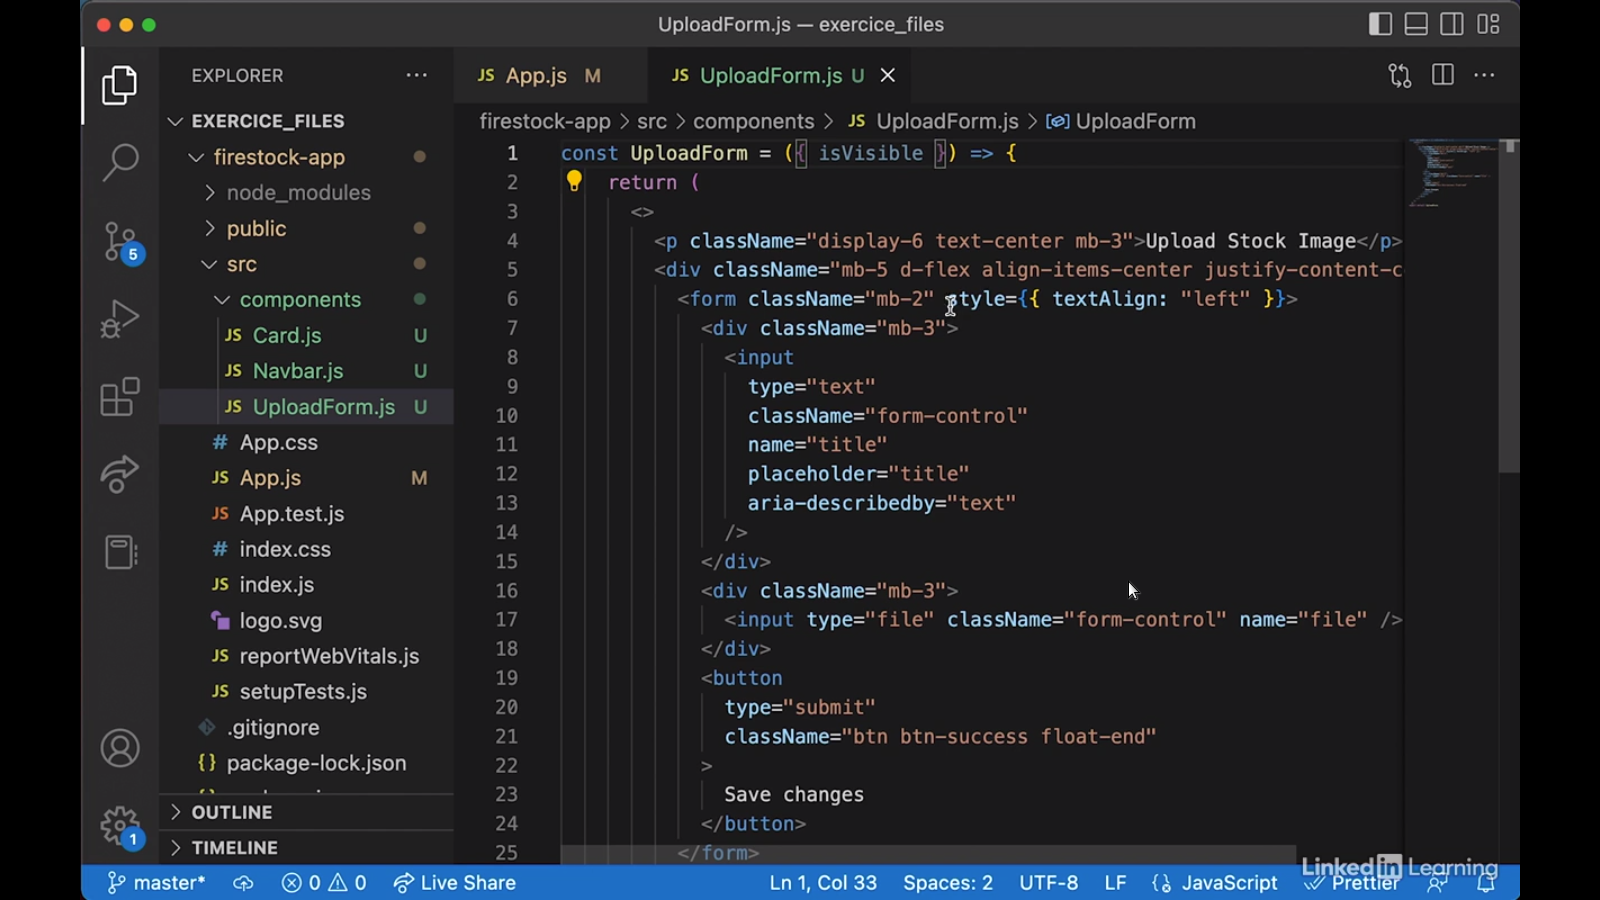 UploadForm.js — exercice_files
EXPLORER
EXERCICE_FILES
firestock-app
node_modules
public
src
components
JS Card.js U
JS Navbar.js U
JS UploadForm.js U
# App.css
JS App.js M
JS App.test.js
# index.css
JS index.js
logo.svg
JS reportWebVitals.js
JS setupTests.js
.gitignore
{} package-lock.json
OUTLINE
TIMELINE
5
1
JS App.js M
JS UploadForm.js U
firestock-app > src > components > JS UploadForm.js > UploadForm
1 const UploadForm = ({ isVisible }) => {
2 return (
3 <>
4 <p className="display-6 text-center mb-3">Upload Stock Image</p>
5 <div className="mb-5 d-flex align-items-center justify-content-c
6 <form className="mb-2" style={{ textAlign: "left" }}>
7 <div className="mb-3">
8 <input
9 type="text"
10 className="form-control"
11 name="title"
12 placeholder="title"
13 aria-describedby="text"
14 />
15 </div>
16 <div className="mb-3">
17 <input type="file" className="form-control" name="file" />
18 </div>
19 <button
20 type="submit"
21 className="btn btn-success float-end"
22 >
23 Save changes
24 </button>
25 </form>
LinkedIn Learning
master* 0 0 Live Share Ln 1, Col 33 Spaces: 2 UTF-8 LF {} JavaScript Prettier